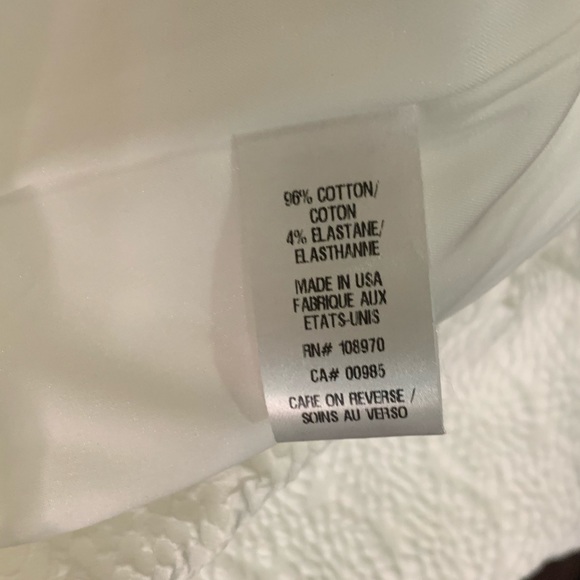 96% COTTON/
COTON
4% ELASTANE/
ELASTHANNE
MADE IN USA
FABRIQUE AUX
ETATS-UNIS
RN# 108970
CA# 00985
CARE ON REVERSE /
SOINS AU VERSO